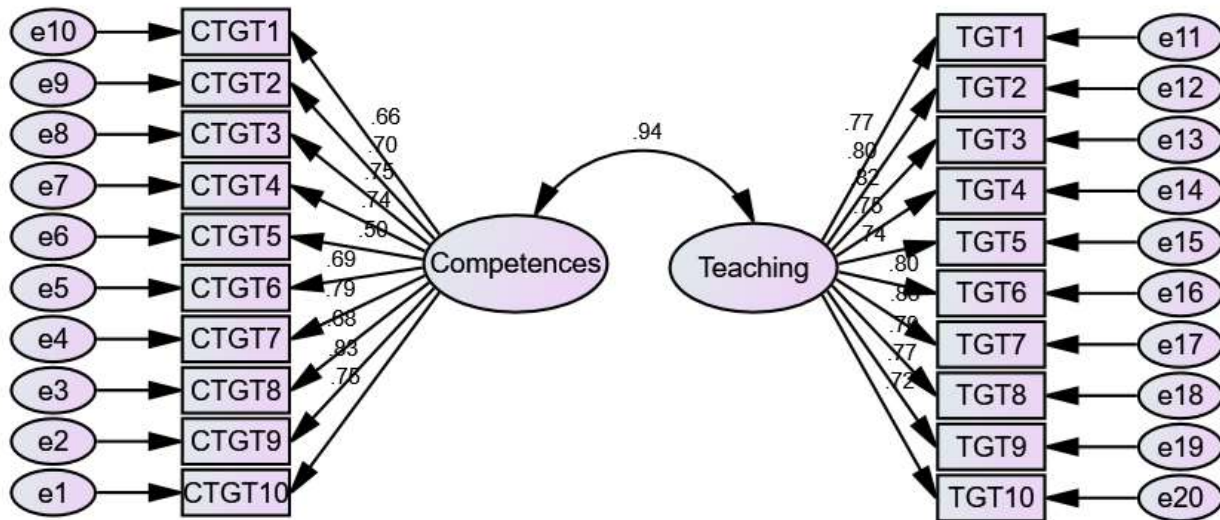 e10 CTGT1 TGT1 e11
e9 CTGT2 TGT2 e12
e8 CTGT3 TGT3 e13
e7 CTGT4 TGT4 e14
e6 CTGT5 TGT5 e15
e5 CTGT6 TGT6 e16
e4 CTGT7 TGT7 e17
e3 CTGT8 TGT8 e18
e2 CTGT9 TGT9 e19
e1 CTGT10 TGT10 e20
.66
.70
.75
.74
.50
.69
.79
.68
.83
.75
Competences
.94
Teaching
.77
.80
.82
.75
.74
.80
.77
.72